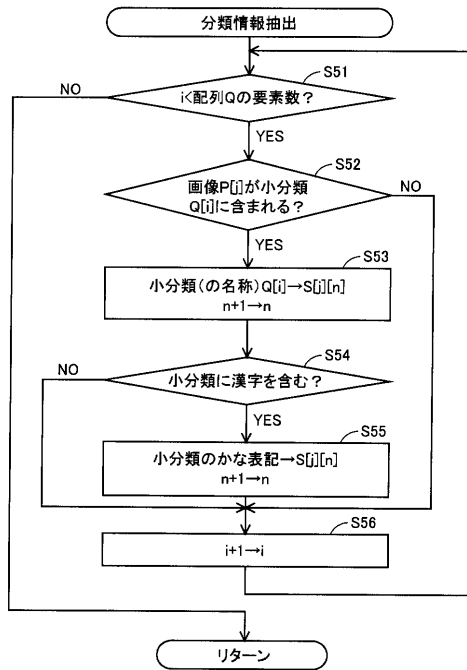 分類情報抽出
S51
NO
i<配列Qの要素数？
YES
S52
画像P[j]が小分類
Q[i]に含まれる？
NO
YES
S53
小分類(の名称)Q[i]→S[j][n]
n+1→n
S54
NO
小分類に漢字を含む？
YES
S55
小分類のかな表記→S[j][n]
n+1→n
S56
i+1→i
リターン